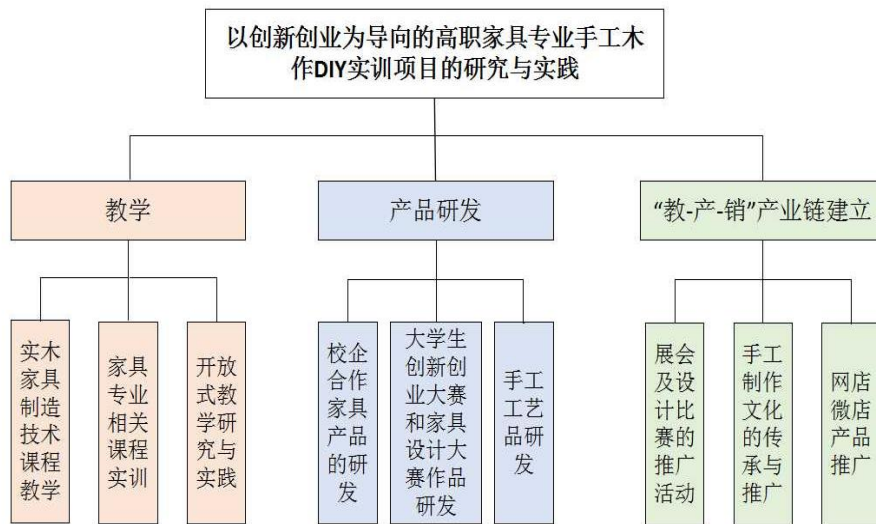 以创新创业为导向的高职家具专业手工木
作DIY实训项目的研究与实践
教学
产品研发
“教-产-销”产业链建立
实木
家具
制造
技术
课程
教学
家具
专业
相关
课程
实训
开放
式教
学研
究与
实践
校企
合作
家具
产品
的研
发
大学生
创新创
业大赛
和家具
设计大
赛作品
研发
手工
工艺
品研发
展会
及设
计比
赛的
推广
活动
手工
制作
文化
的传
承与
推广
网店
微店
产品
推广